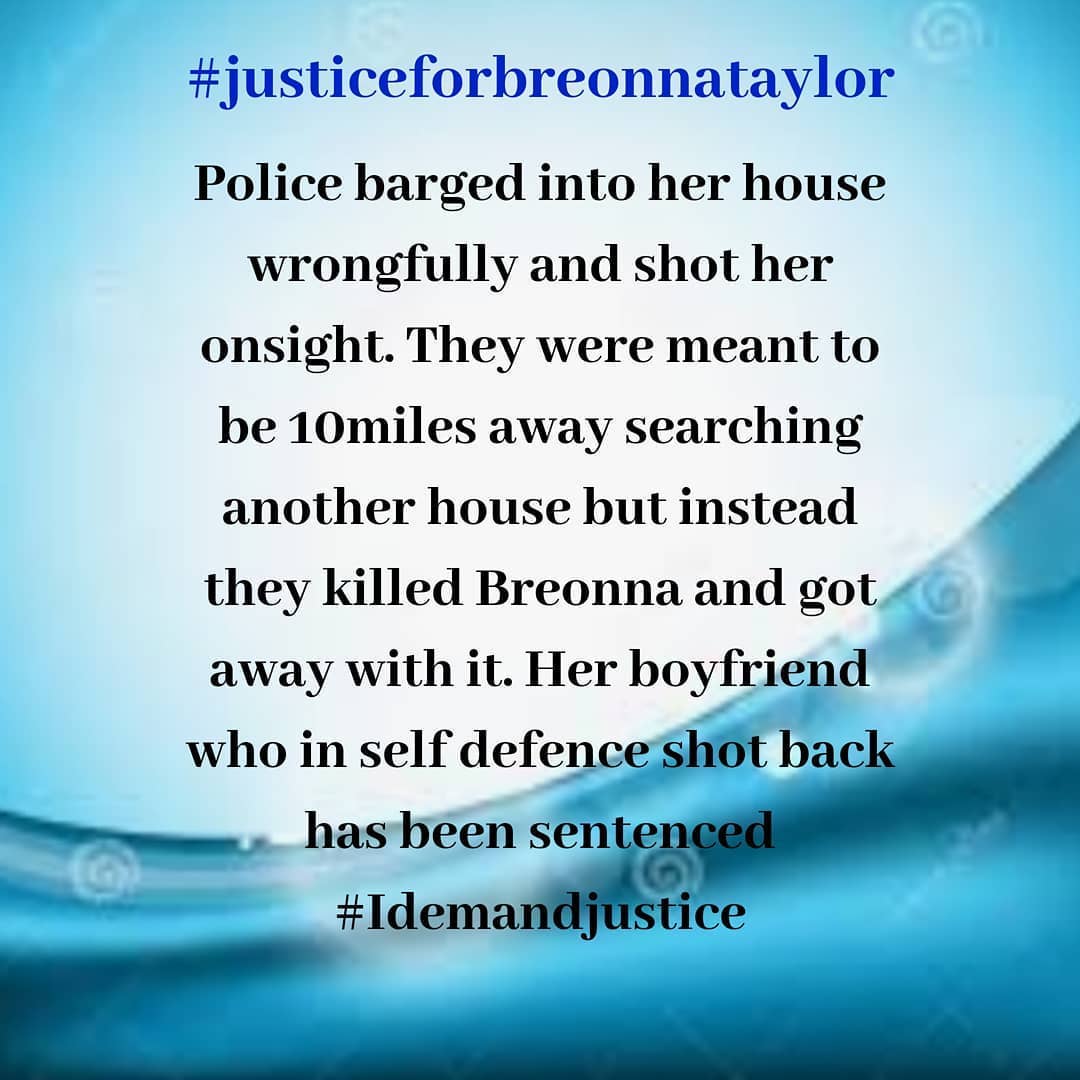 #justiceforbreonnataylor
Police barged into her house
wrongfully and shot her
onsight. They were meant to
be 10miles away searching
another house but instead
they killed Breonna and got
away with it. Her boyfriend
who in self defence shot back
has been sentenced
#Idemandjustice